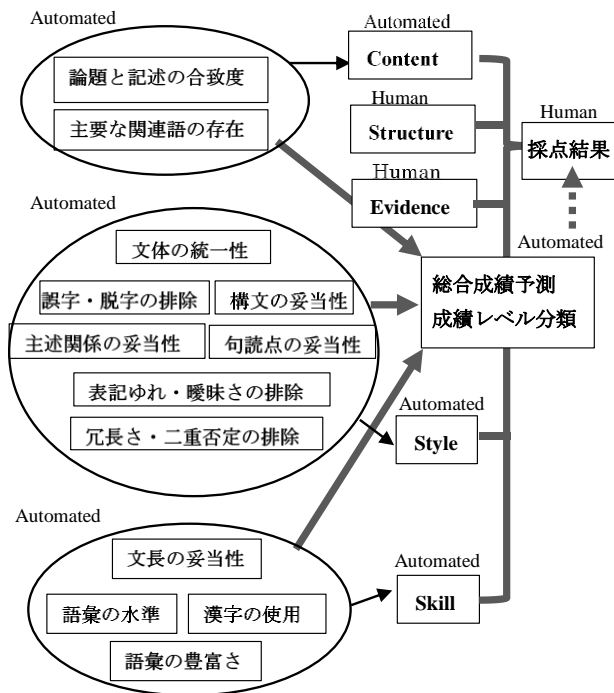 Automated
論題と記述の合致度
主要な関連語の存在
Automated
Content
Human
Structure
Human
Evidence
Human
採点結果
Automated
総合成績予測
成績レベル分類
Automated
文体の統一性
誤字・脱字の排除
構文の妥当性
主述関係の妥当性
句読点の妥当性
表記ゆれ・曖昧さの排除
冗長さ・二重否定の排除
Automated
Style
Automated
文長の妥当性
語彙の水準
漢字の使用
語彙の豊富さ
Automated
Skill